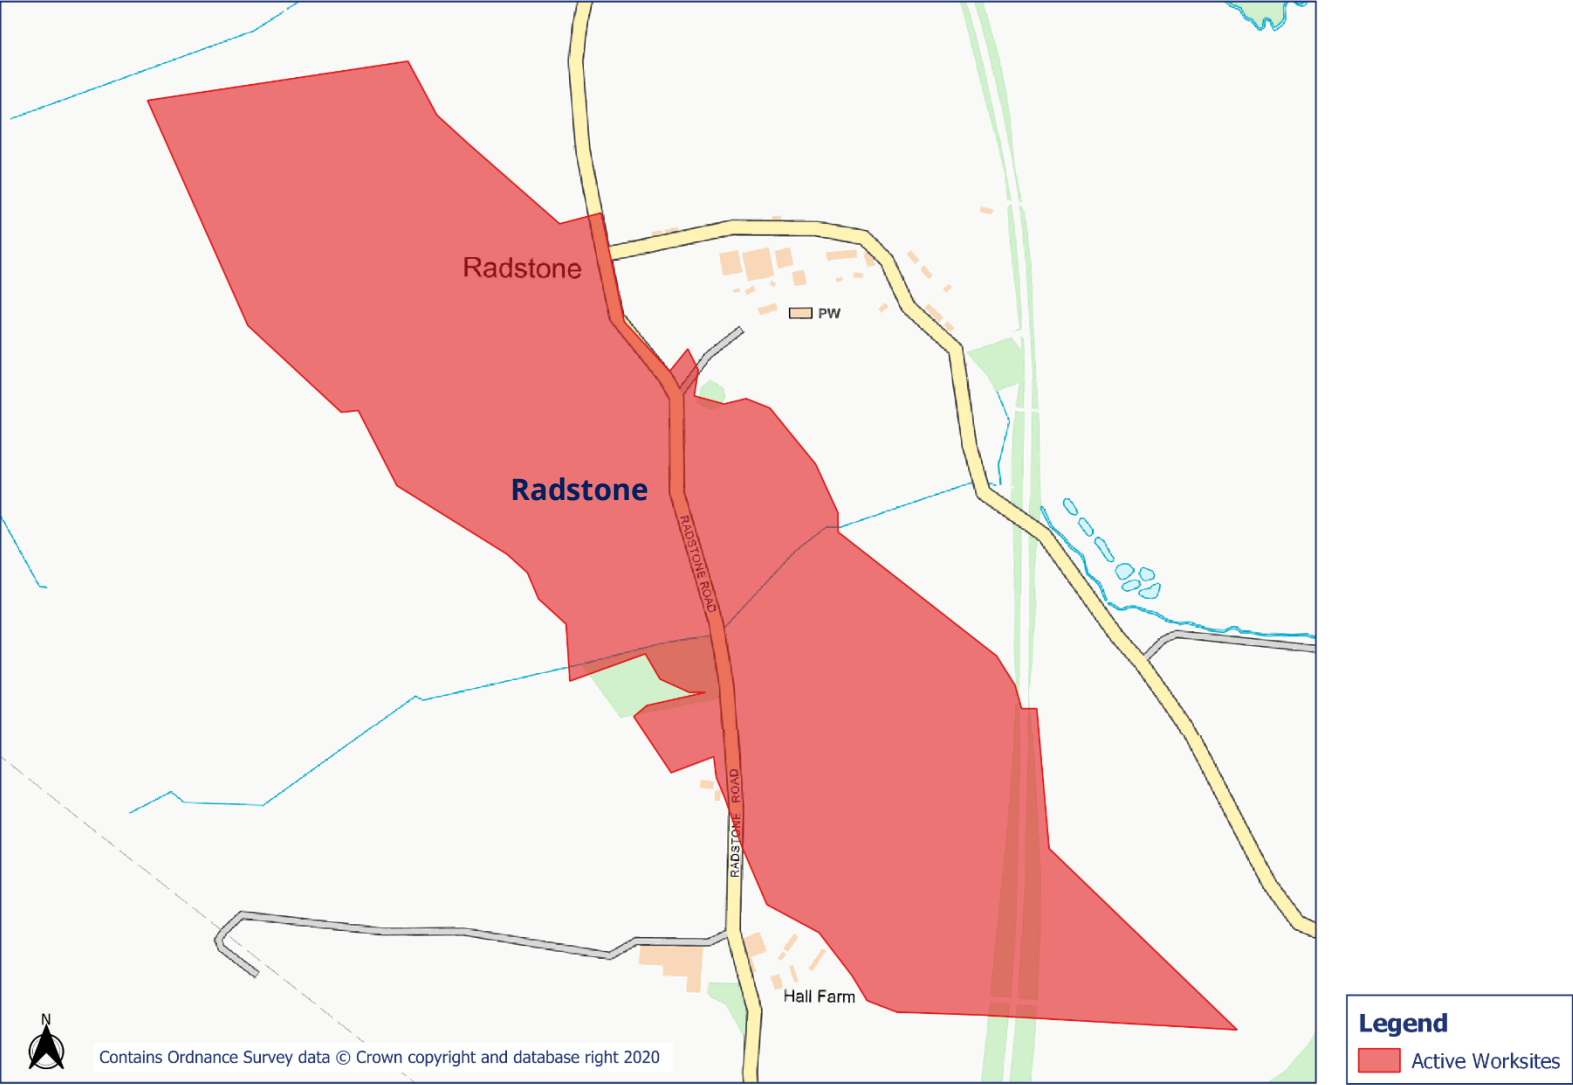 Radstone
PW
Radstone
RADSTONE ROAD
RADSTONE ROAD
Hall Farm
N
Contains Ordnance Survey data © Crown copyright and database right 2020
Legend
Active Worksites